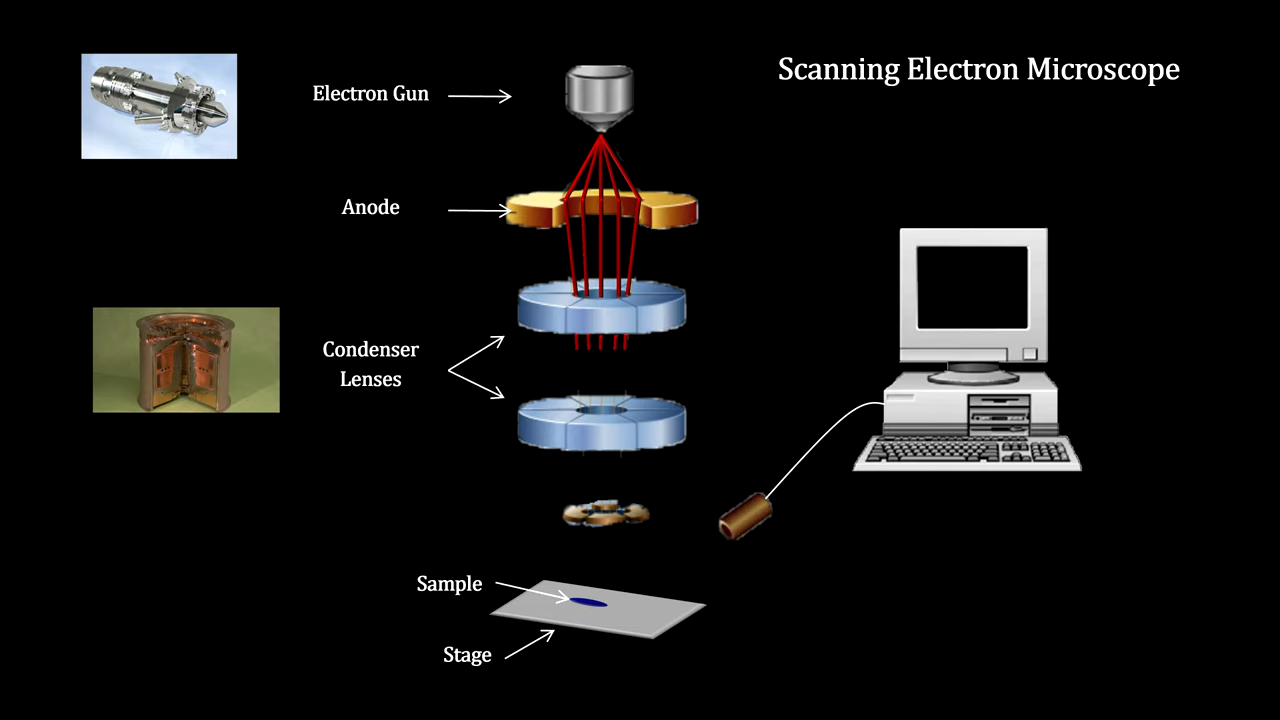 Scanning Electron Microscope
Electron Gun
Anode
Condenser
Lenses
Sample
Stage